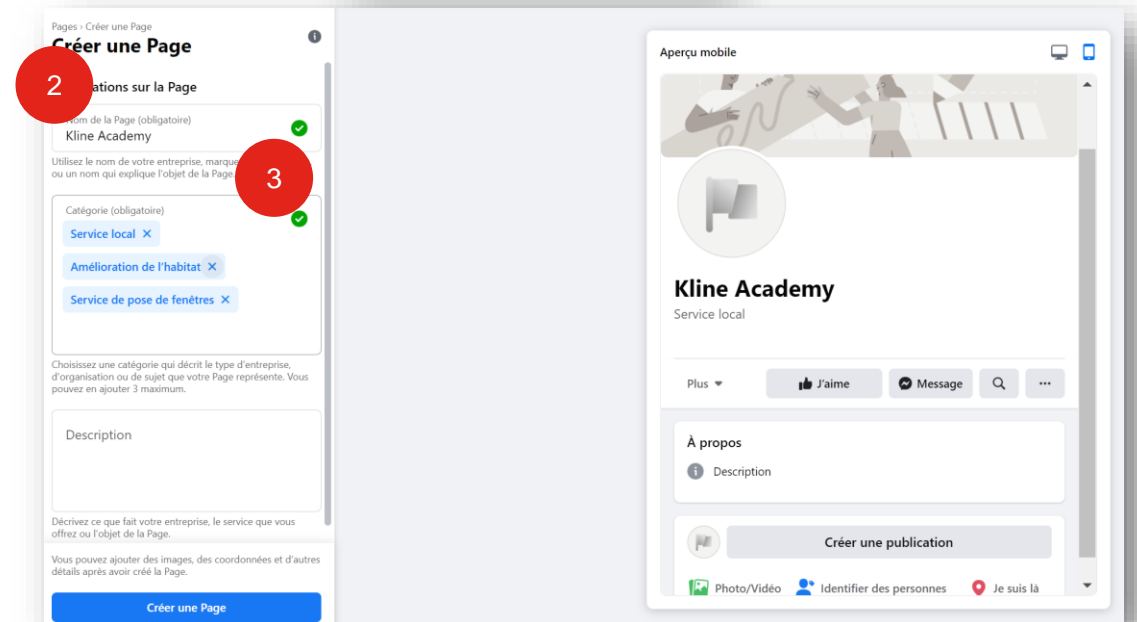 Pages › Créer une Page
Créer une Page
2
ations sur la Page
Nom de la Page (obligatoire)
Kline Academy
Utilisez le nom de votre entreprise, marque
ou un nom qui explique l'objet de la Page.
3
Catégorie (obligatoire)
Service local ×
Amélioration de l'habitat ×
Service de pose de fenêtres ×
Choisissez une catégorie qui décrit le type d'entreprise,
d'organisation ou de sujet que votre Page représente. Vous
pouvez en ajouter 3 maximum.
Description
Décrivez ce que fait votre entreprise, le service que vous
offrez ou l'objet de la Page.
Vous pouvez ajouter des images, des coordonnées et d'autres
détails après avoir créé la Page.
Créer une Page
Aperçu mobile
Kline Academy
Service local
Plus
J'aime
Message
À propos
Description
Créer une publication
Photo/Vidéo
Identifier des personnes
Je suis là